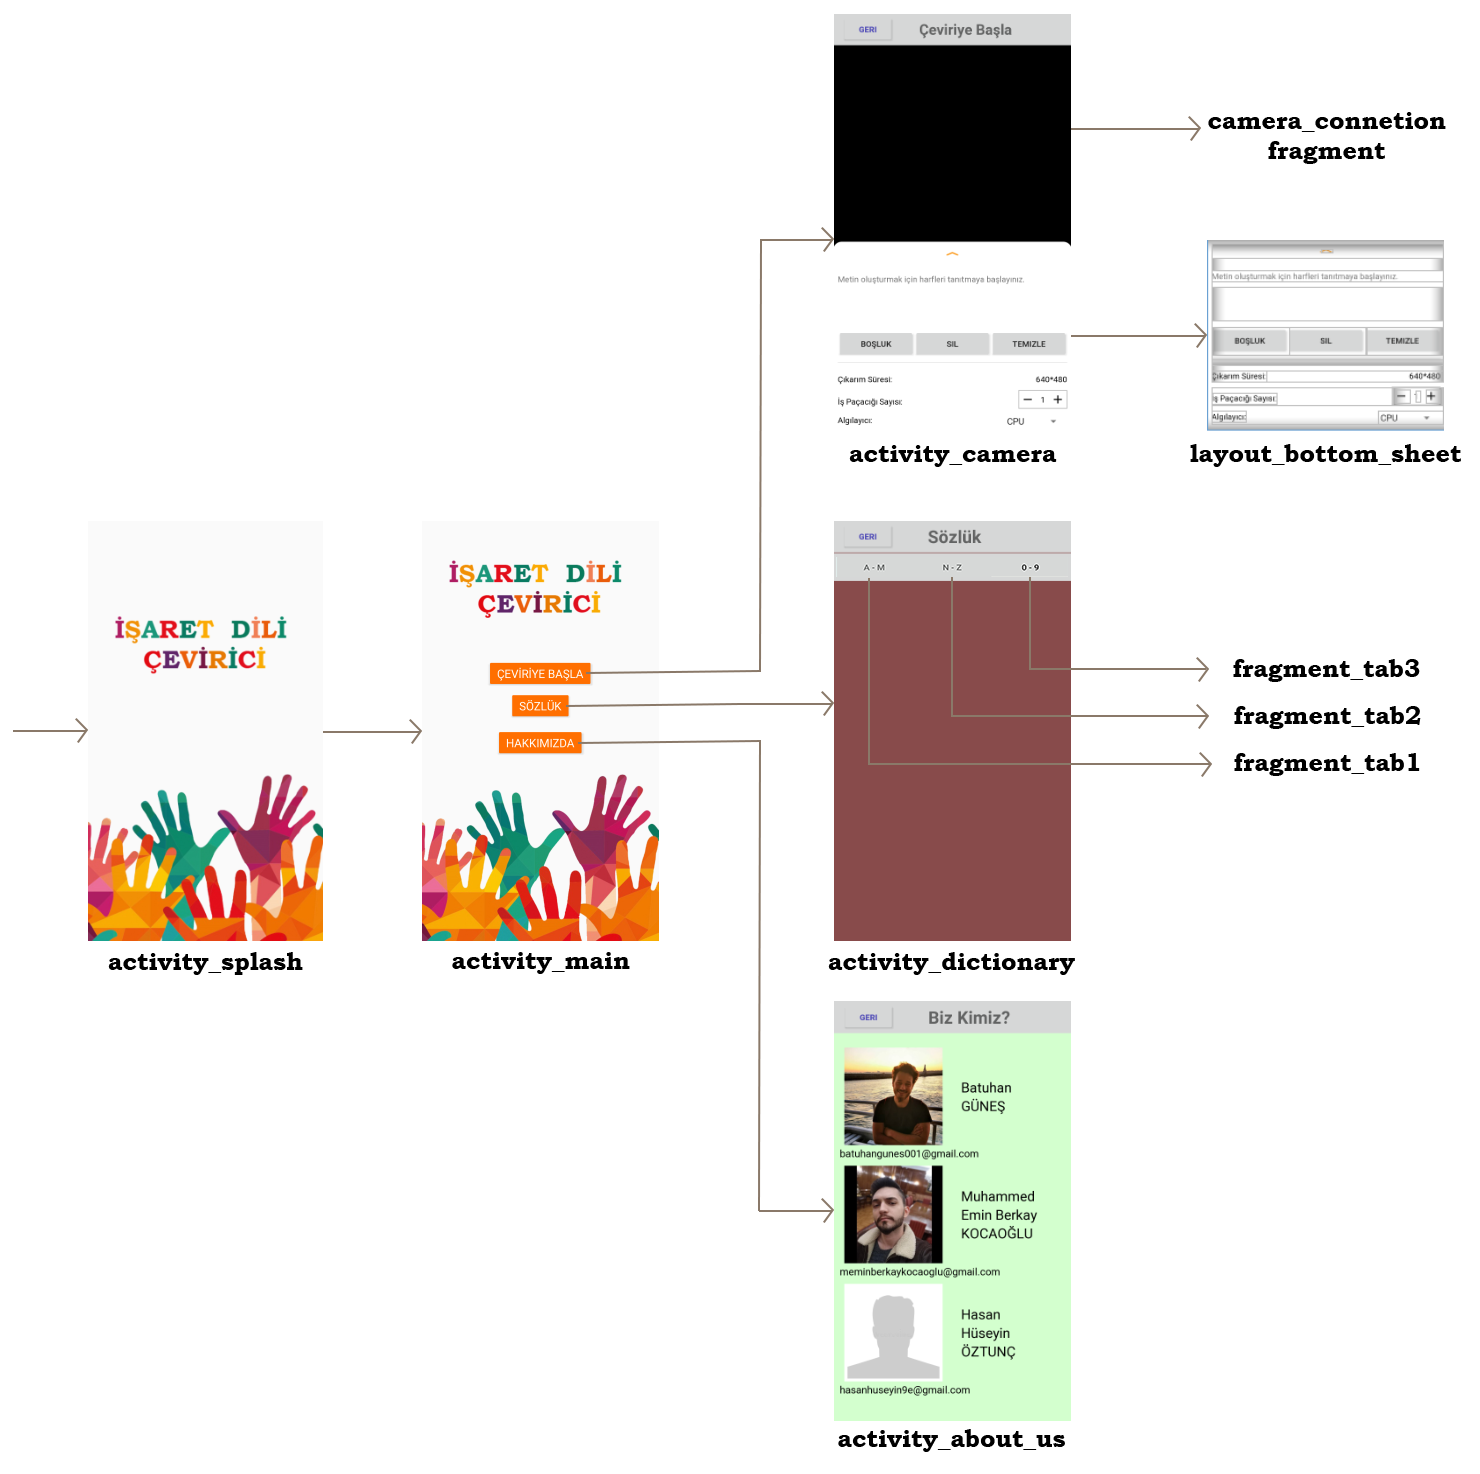 GERI
Çeviriye Başla
Metin oluşturmak için harfleri tanıtmaya başlayınız.
BOŞLUK
SIL
TEMIZLE
Çıkarım Süresi:
640*480
İş Paçacığı Sayısı:
1
Algılayıcı:
CPU
activity_camera
camera_connetion
fragment
Metin oluşturmak için harfleri tanıtmaya başlayınız.
BOŞLUK
SIL
TEMIZLE
Çıkarım Süresi:
640*480
İş Paçacığı Sayısı:
1
Algılayıcı:
CPU
layout_bottom_sheet
İŞARET DİLİ
ÇEVİRİCİ
activity_splash
İŞARET DİLİ
ÇEVİRİCİ
ÇEVİRİYE BAŞLA
SÖZLÜK
HAKKIMIZDA
activity_main
GERI
Sözlük
A - M
N - Z
0 - 9
activity_dictionary
fragment_tab3
fragment_tab2
fragment_tab1
GERI
Biz Kimiz?
Batuhan
GÜNEŞ
batuhangunes001@gmail.com
Muhammed
Emin Berkay
KOCAOĞLU
meminberkaykocaoglu@gmail.com
Hasan
Hüseyin
ÖZTUNÇ
hasanhuseyin9e@gmail.com
activity_about_us